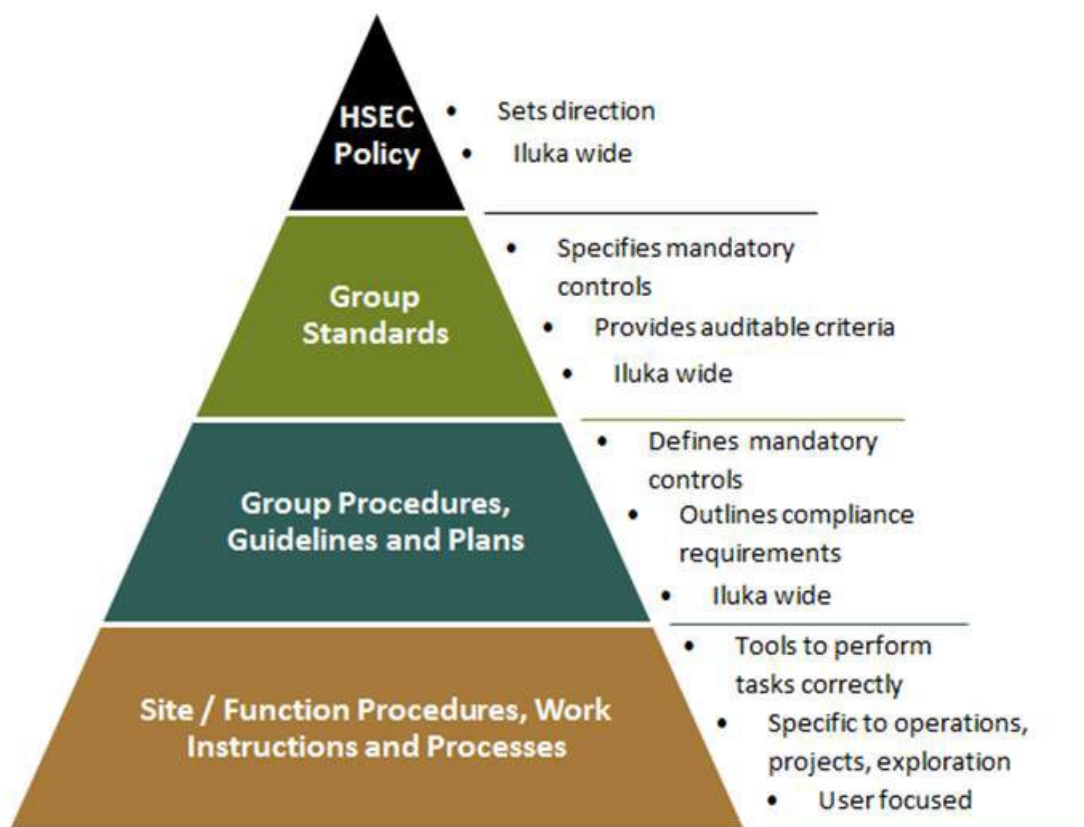 HSEC
Policy
• Sets direction
• Iluka wide
Group
Standards
• Specifies mandatory
controls
• Provides auditable criteria
• Iluka wide
Group Procedures,
Guidelines and Plans
• Defines mandatory
controls
• Outlines compliance
requirements
• Iluka wide
Site / Function Procedures, Work
Instructions and Processes
• Tools to perform
tasks correctly
• Specific to operations,
projects, exploration
• User focused